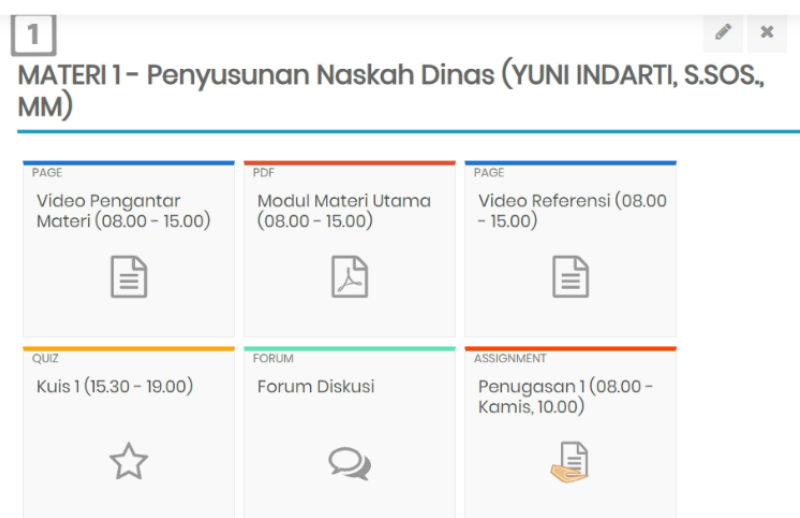 1
MATERI 1 - Penyusunan Naskah Dinas (YUNI INDARTI, S.SOS.,
MM)
PAGE
Video Pengantar
Materi (08.00 - 15.00)
PDF
Modul Materi Utama
(08.00 - 15.00)
PAGE
Video Referensi (08.00
- 15.00)
QUIZ
Kuis 1 (15.30 - 19.00)
FORUM
Forum Diskusi
ASSIGNMENT
Penugasan 1 (08.00 -
Kamis, 10.00)